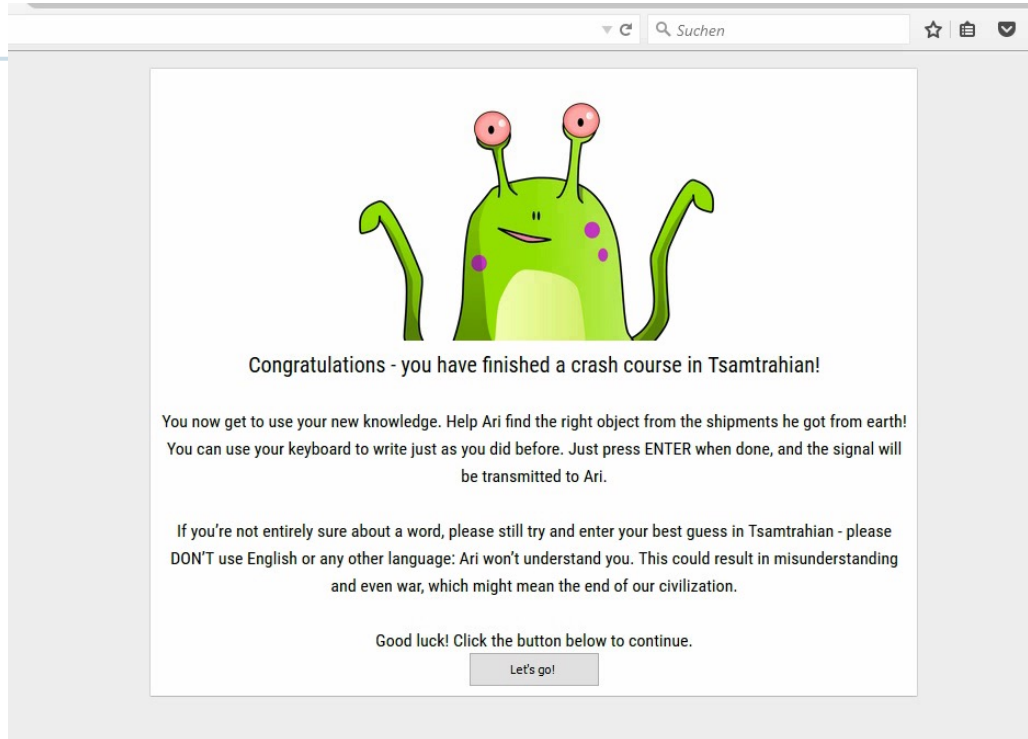 Suchen
Congratulations - you have finished a crash course in Tsamtrahian!
You now get to use your new knowledge. Help Ari find the right object from the shipments he got from earth!
You can use your keyboard to write just as you did before. Just press ENTER when done, and the signal will
be transmitted to Ari.
If you’re not entirely sure about a word, please still try and enter your best guess in Tsamtrahian - please
DON’T use English or any other language: Ari won’t understand you. This could result in misunderstanding
and even war, which might mean the end of our civilization.
Good luck! Click the button below to continue.
Let's go!